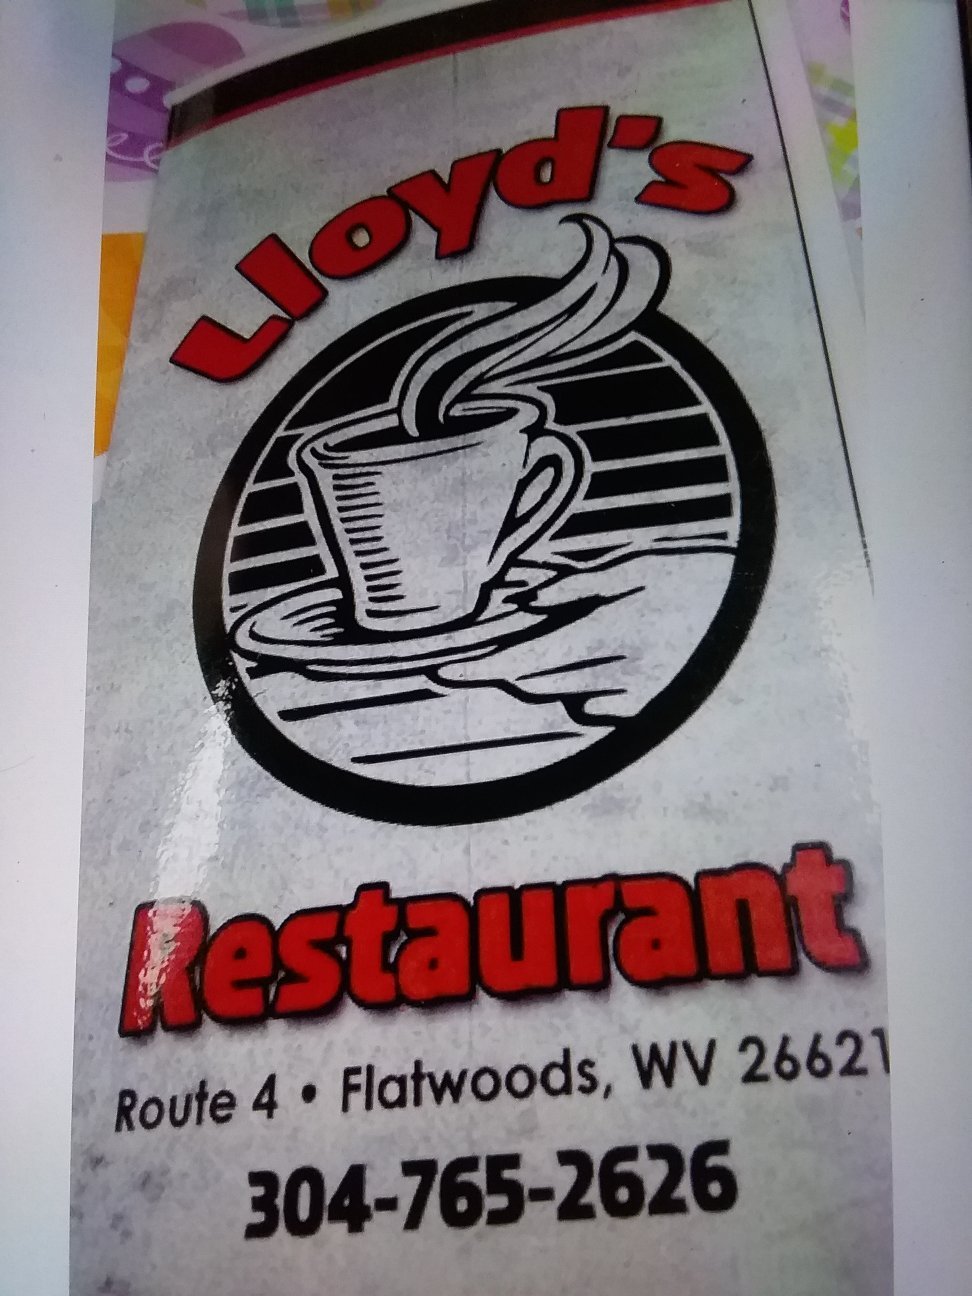 Lloyd's
Restaurant
Route 4 • Flatwoods, WV 26621
304-765-2626